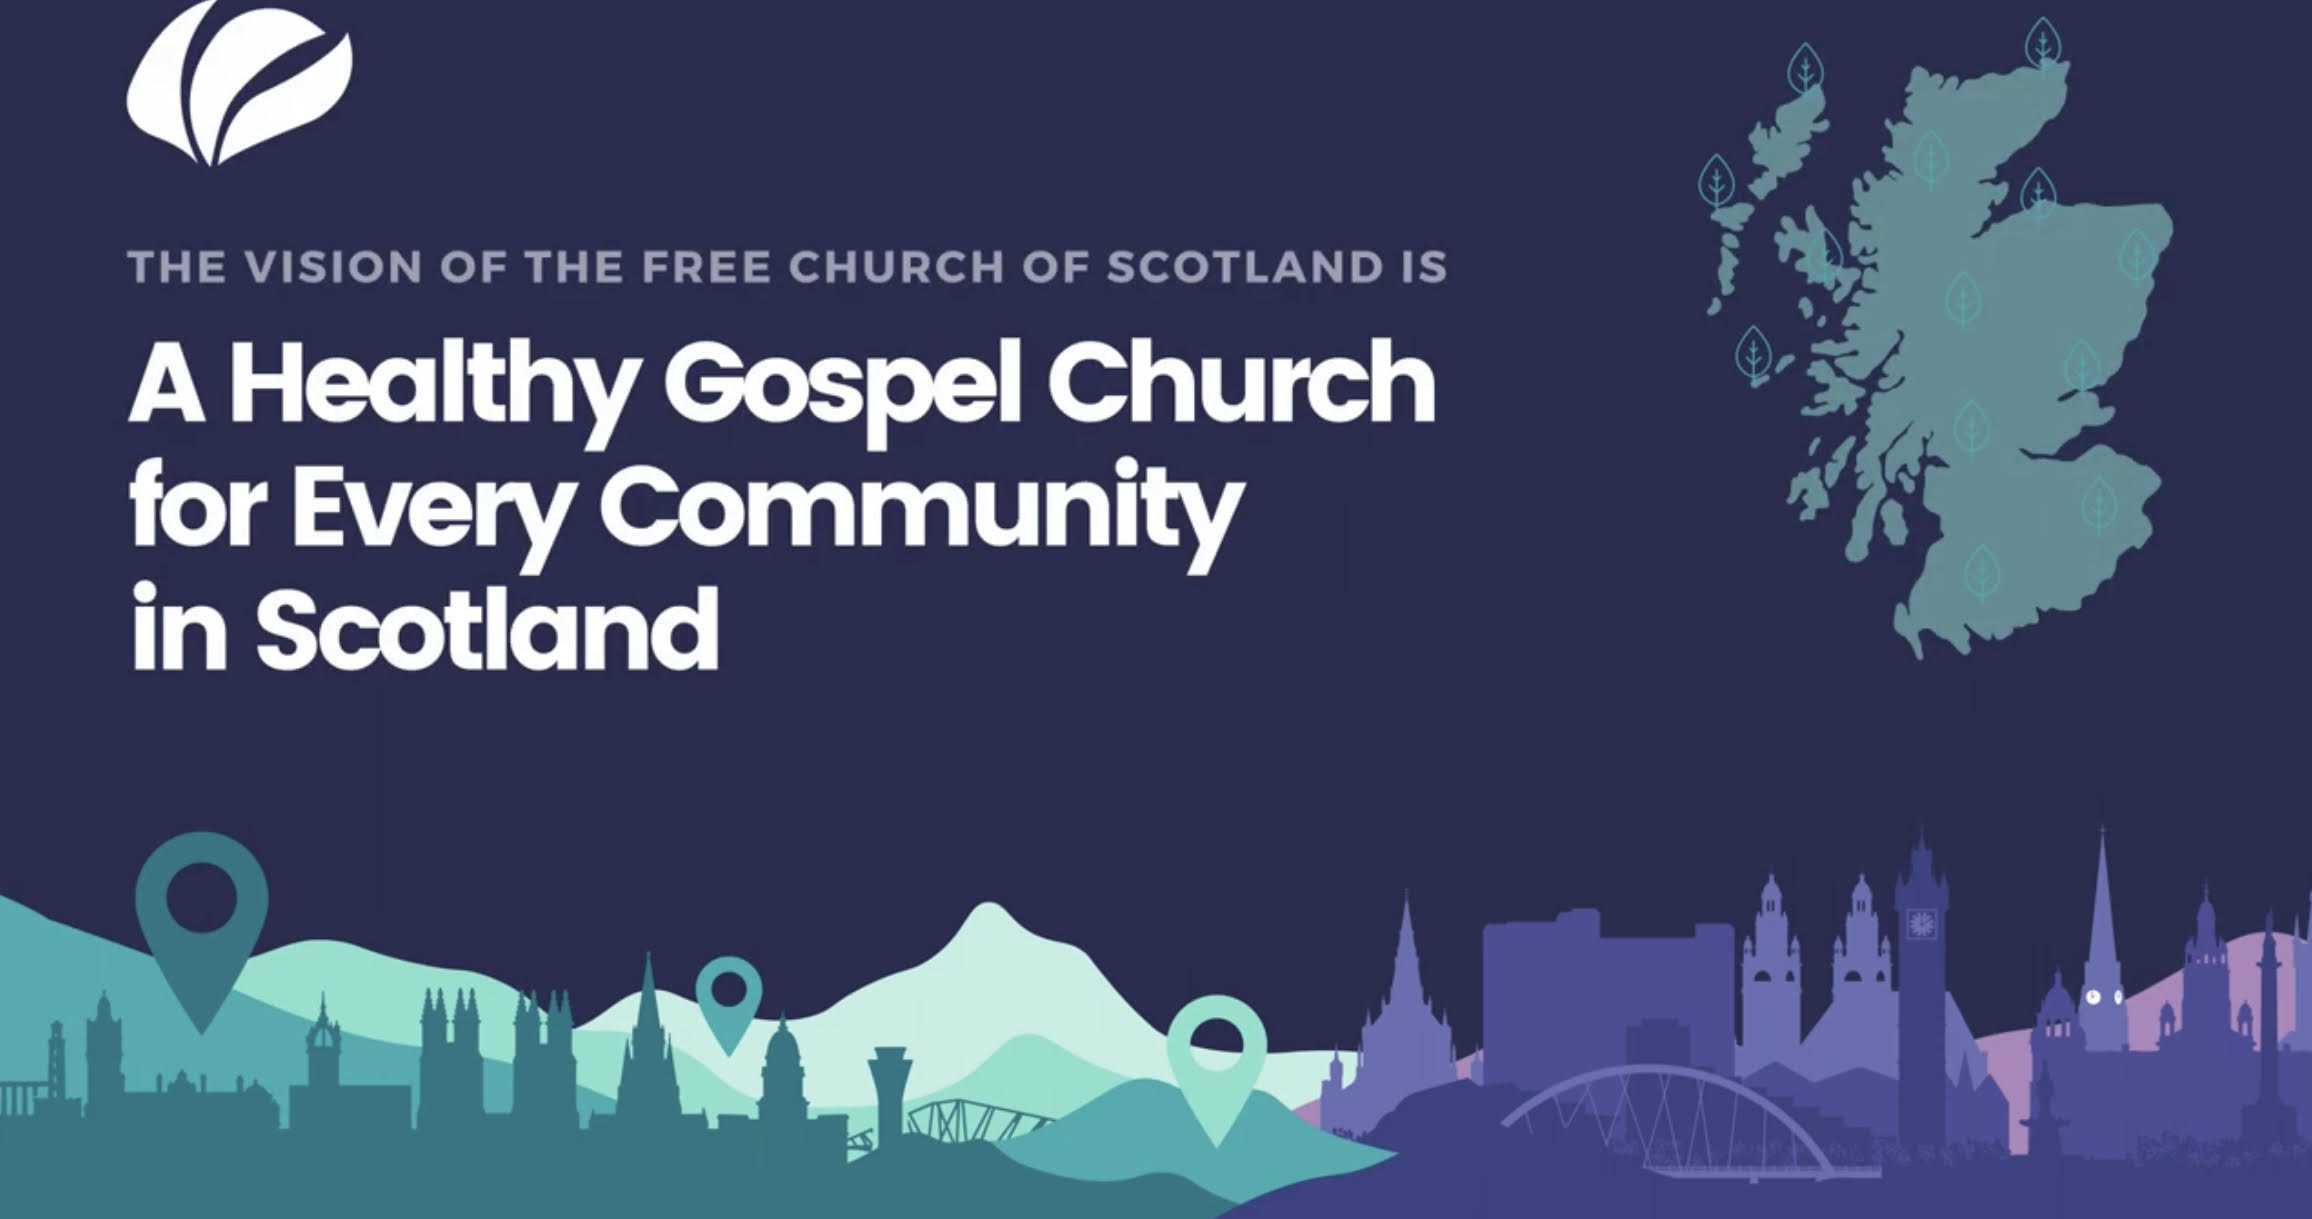 THE VISION OF THE FREE CHURCH OF SCOTLAND IS
A Healthy Gospel Church
for Every Community
in Scotland